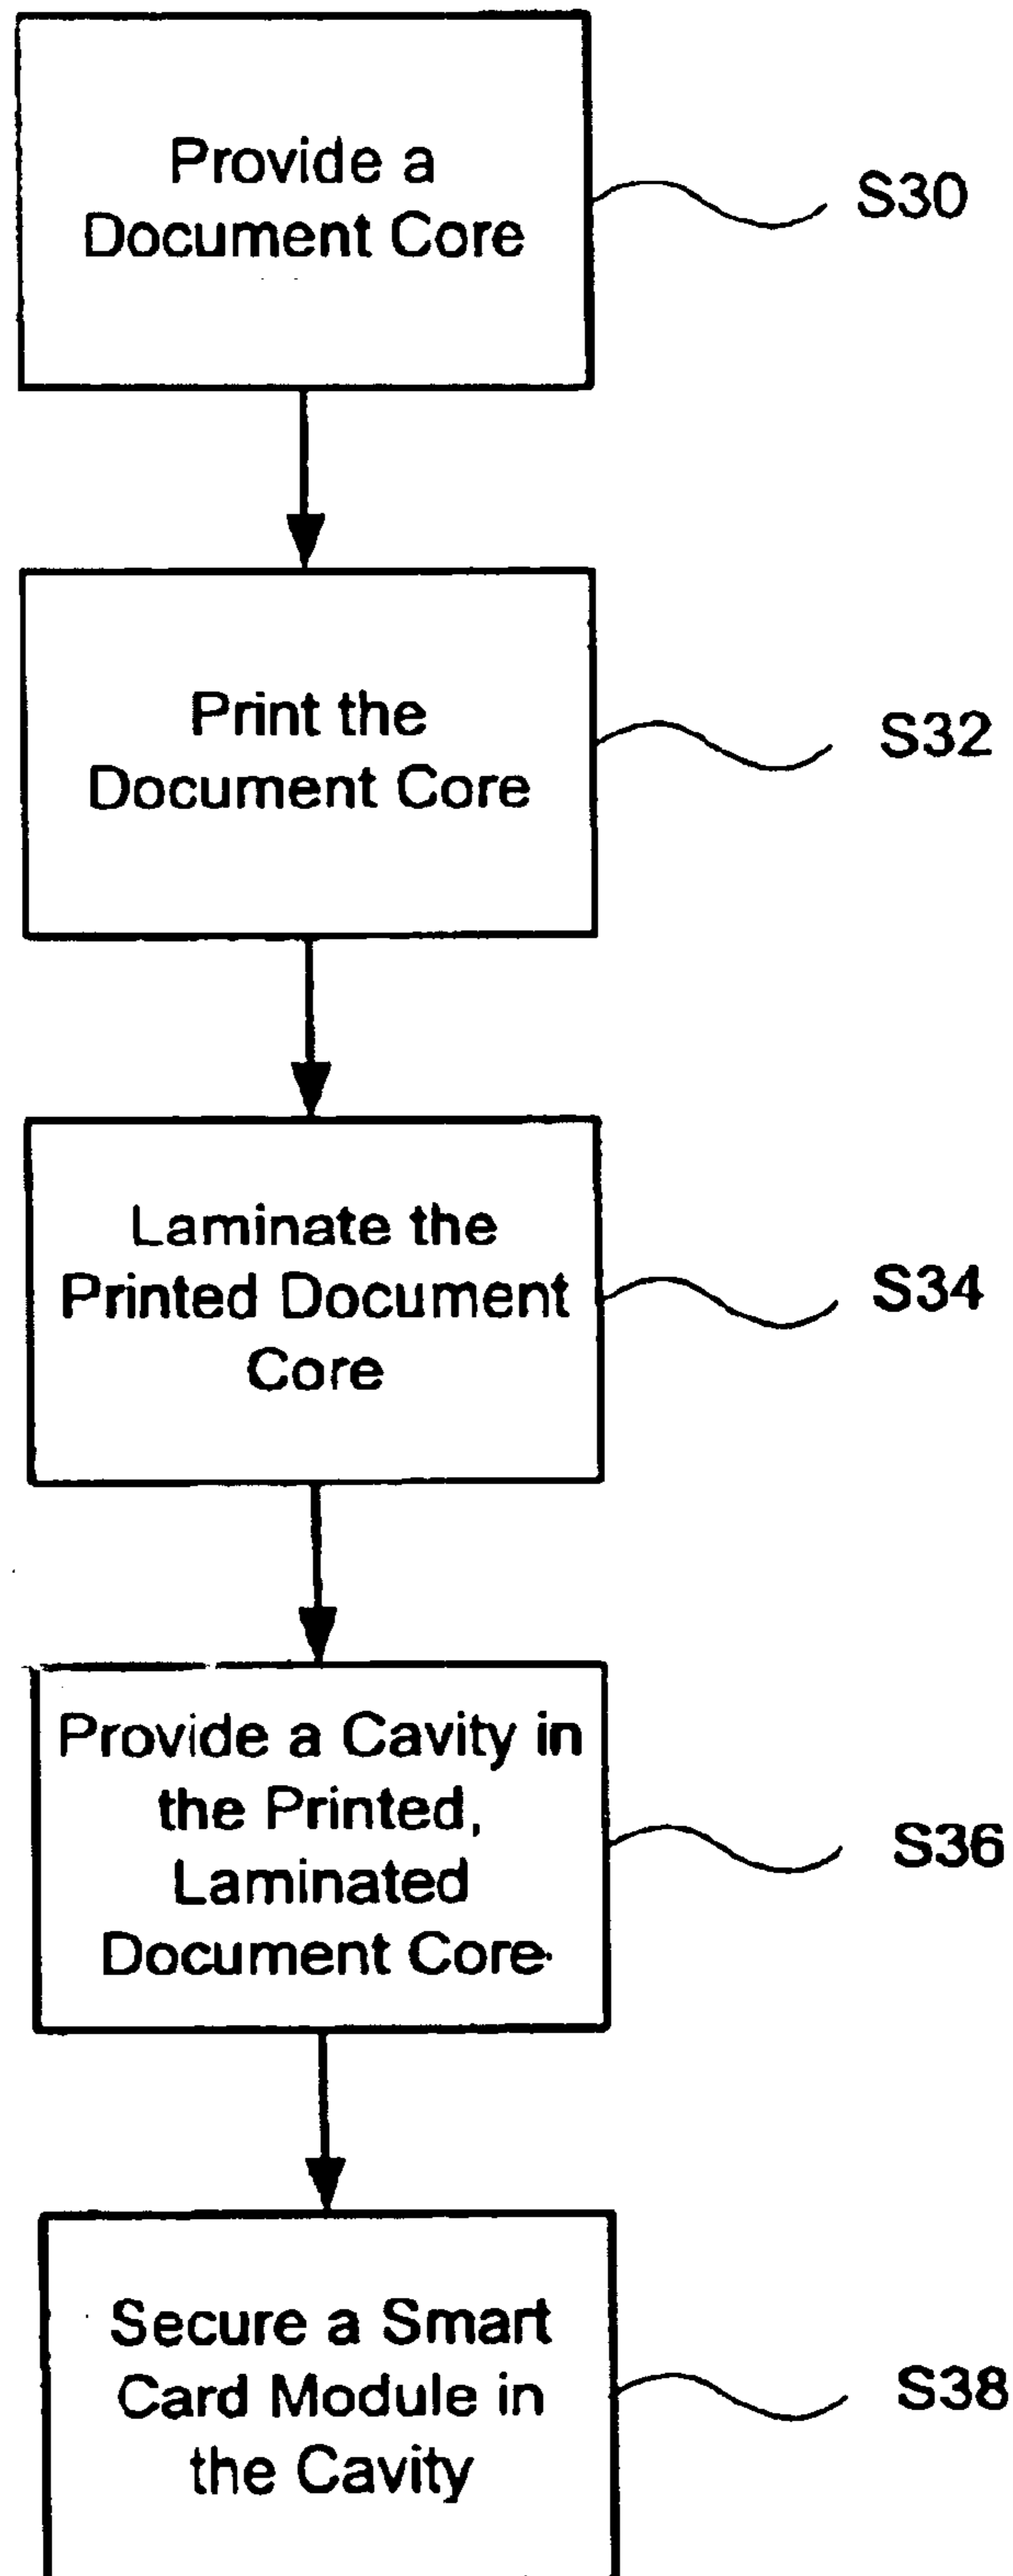 Provide a
Document Core
S30
Print the
Document Core
S32
Laminate the
Printed Document
Core
S34
Provide a Cavity in
the Printed,
Laminated
Document Core
S36
Secure a Smart
Card Module in
the Cavity
S38